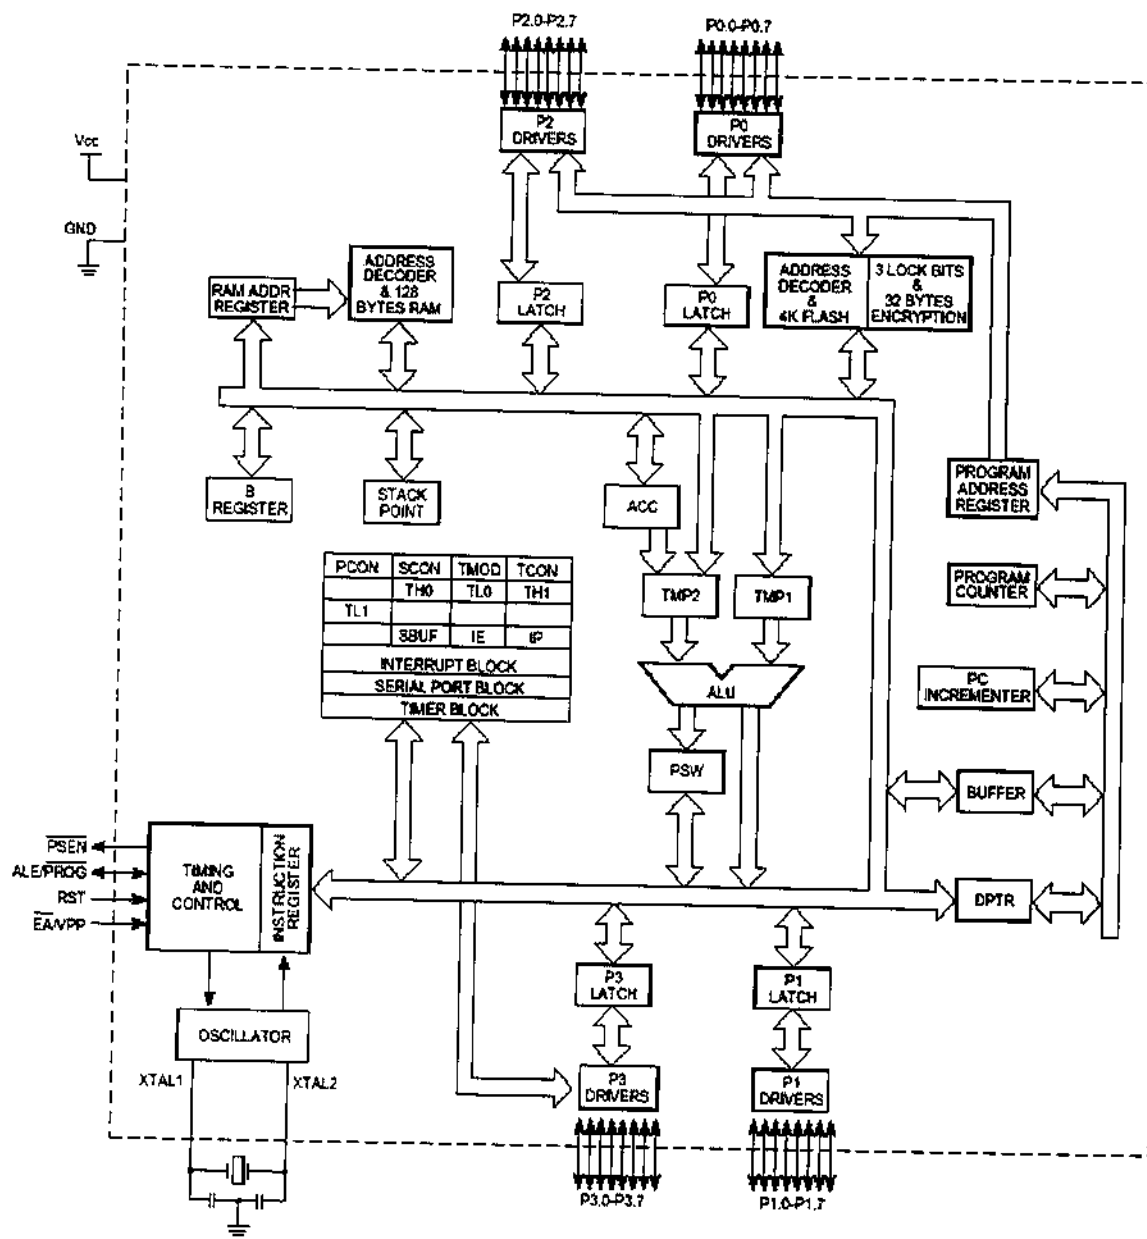 P2.0-P2.7
P0.0-P0.7
P2
DRIVERS
P0
DRIVERS
Vcc
GND
RAM ADDR
REGISTER
ADDRESS
DECODER
& 128
BYTES RAM
P2
LATCH
P0
LATCH
ADDRESS
DECODER
&
4K FLASH
3 LOCK BITS
&
32 BYTES
ENCRYPTION
B
REGISTER
STACK
POINT
ACC
PROGRAM
ADDRESS
REGISTER
PCON SCON TMOD TCON
TH0 TL0 TH1
TL1
SBUF IE IP
INTERRUPT BLOCK
SERIAL PORT BLOCK
TIMER BLOCK
TMP2
TMP1
PROGRAM
COUNTER
ALU
PC
INCREMENTER
PSW
BUFFER
PSEN
ALE/PROG
RST
EA/VPP
TIMING
AND
CONTROL
INSTRUCTION
REGISTER
DPTR
P3
LATCH
P1
LATCH
OSCILLATOR
XTAL1
XTAL2
P3
DRIVERS
P1
DRIVERS
P3.0-P3.7
P1.0-P1.7